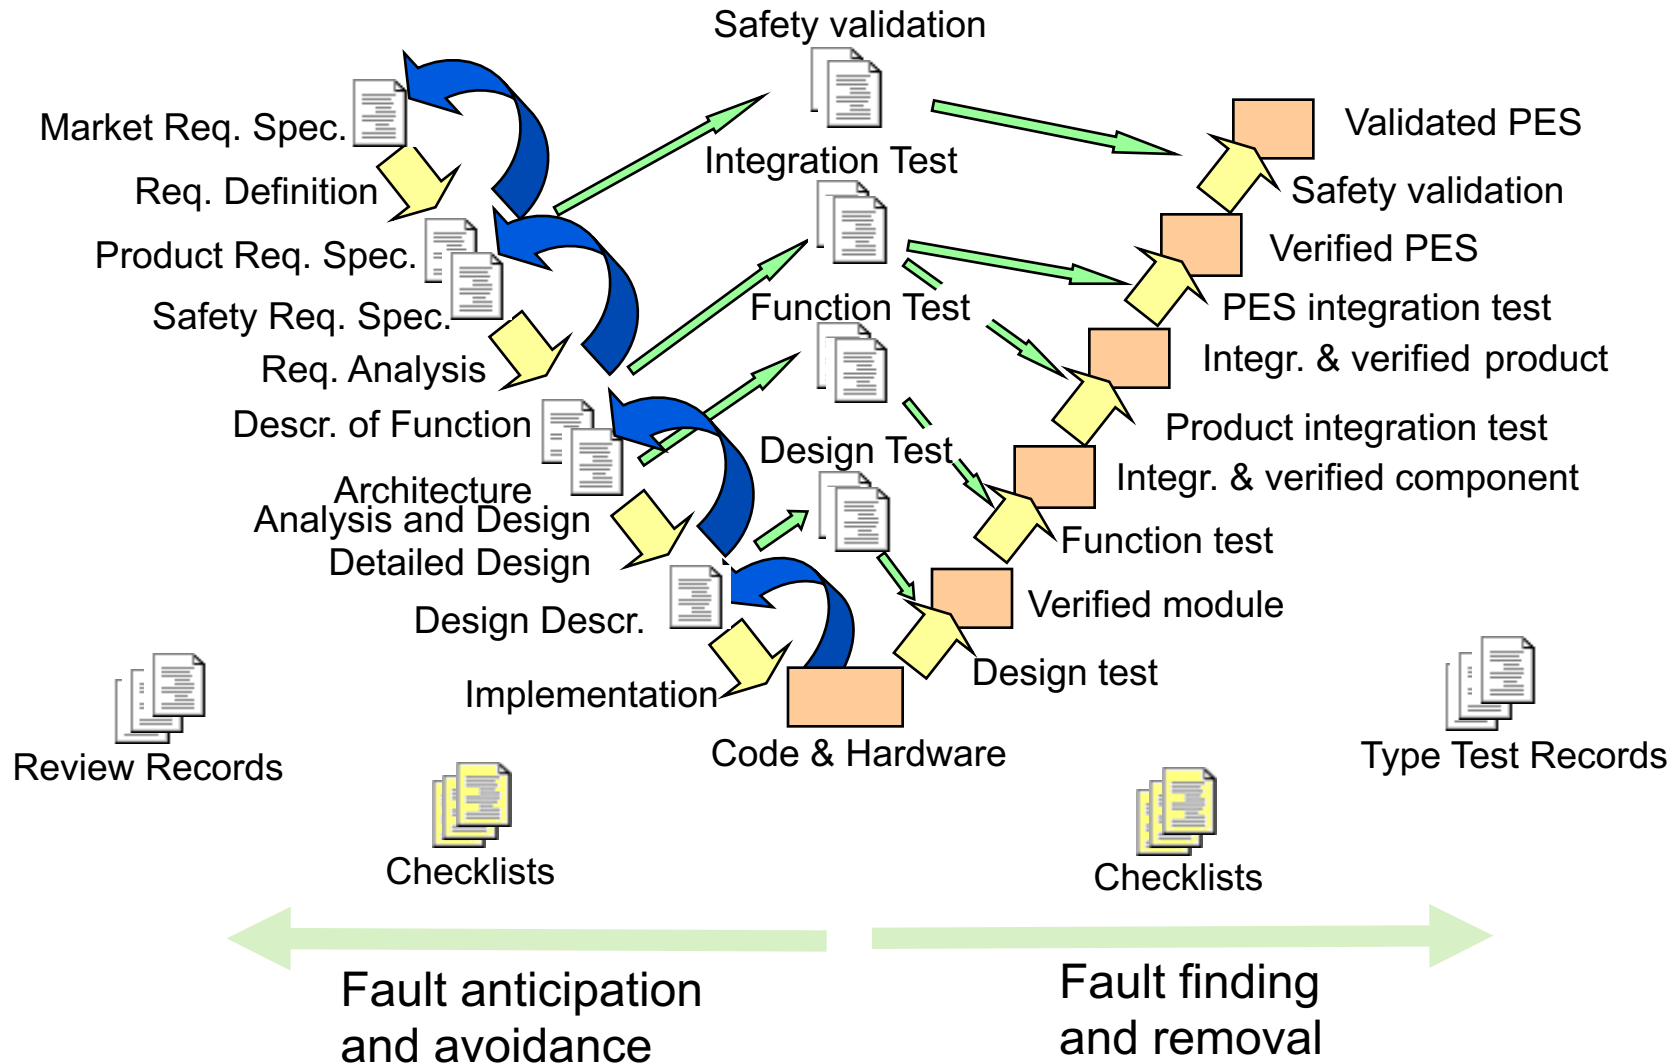 Safety validation
Market Req. Spec.
Validated PES
Integration Test
Req. Definition
Safety validation
Product Req. Spec.
Verified PES
Safety Req. Spec.
Function Test
PES integration test
Req. Analysis
Integr. & verified product
Descr. of Function
Product integration test
Design Test
Integr. & verified component
Architecture
Analysis and Design
Function test
Detailed Design
Verified module
Design Descr.
Design test
Implementation
Code & Hardware
Review Records
Type Test Records
Checklists
Checklists
Fault anticipation
and avoidance
Fault finding
and removal